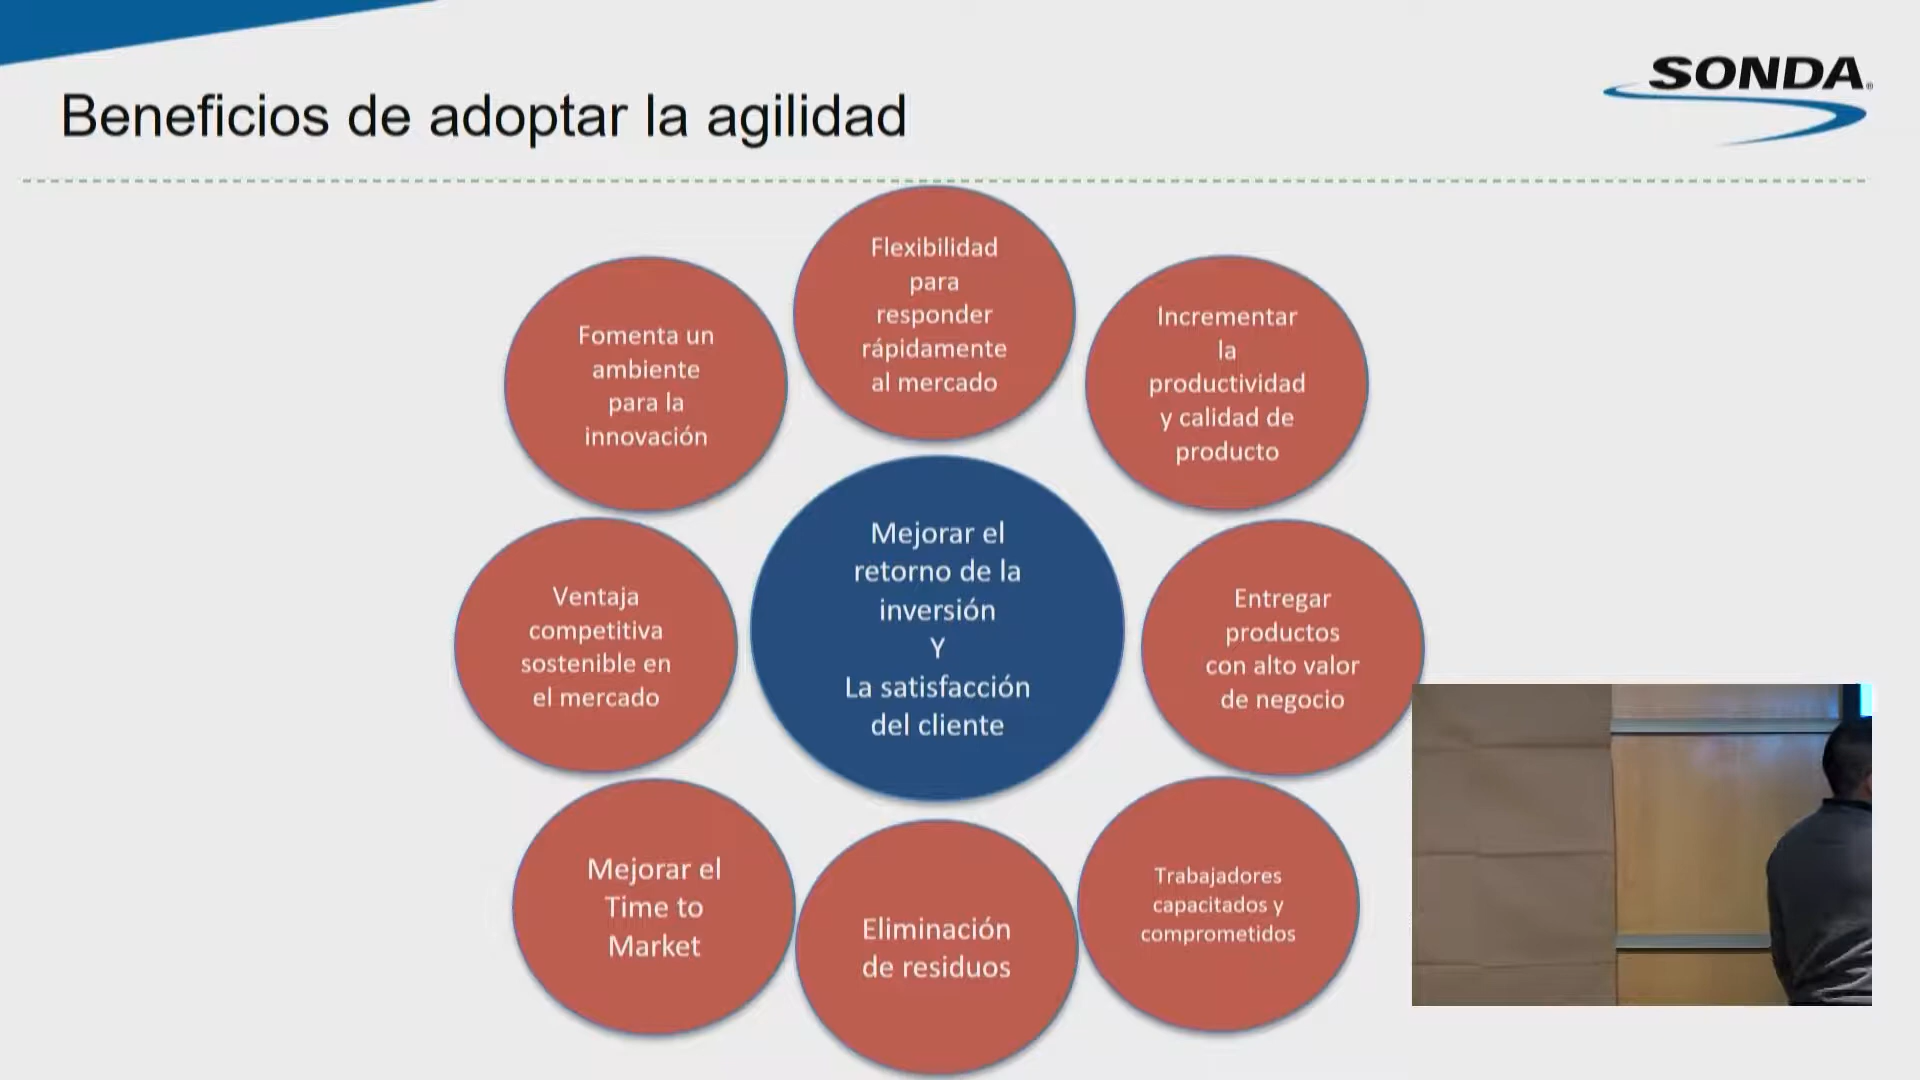 SONDA
Beneficios de adoptar la agilidad
Flexibilidad
para
responder
rápidamente
al mercado
Incrementar
la
productividad
y calidad de
producto
Entregar
productos
con alto valor
de negocio
Trabajadores
capacitados y
comprometidos
Eliminación
de residuos
Mejorar el
Time to
Market
Ventaja
competitiva
sostenible en
el mercado
Fomenta un
ambiente
para la
innovación
Mejorar el
retorno de la
inversión
Y
La satisfacción
del cliente